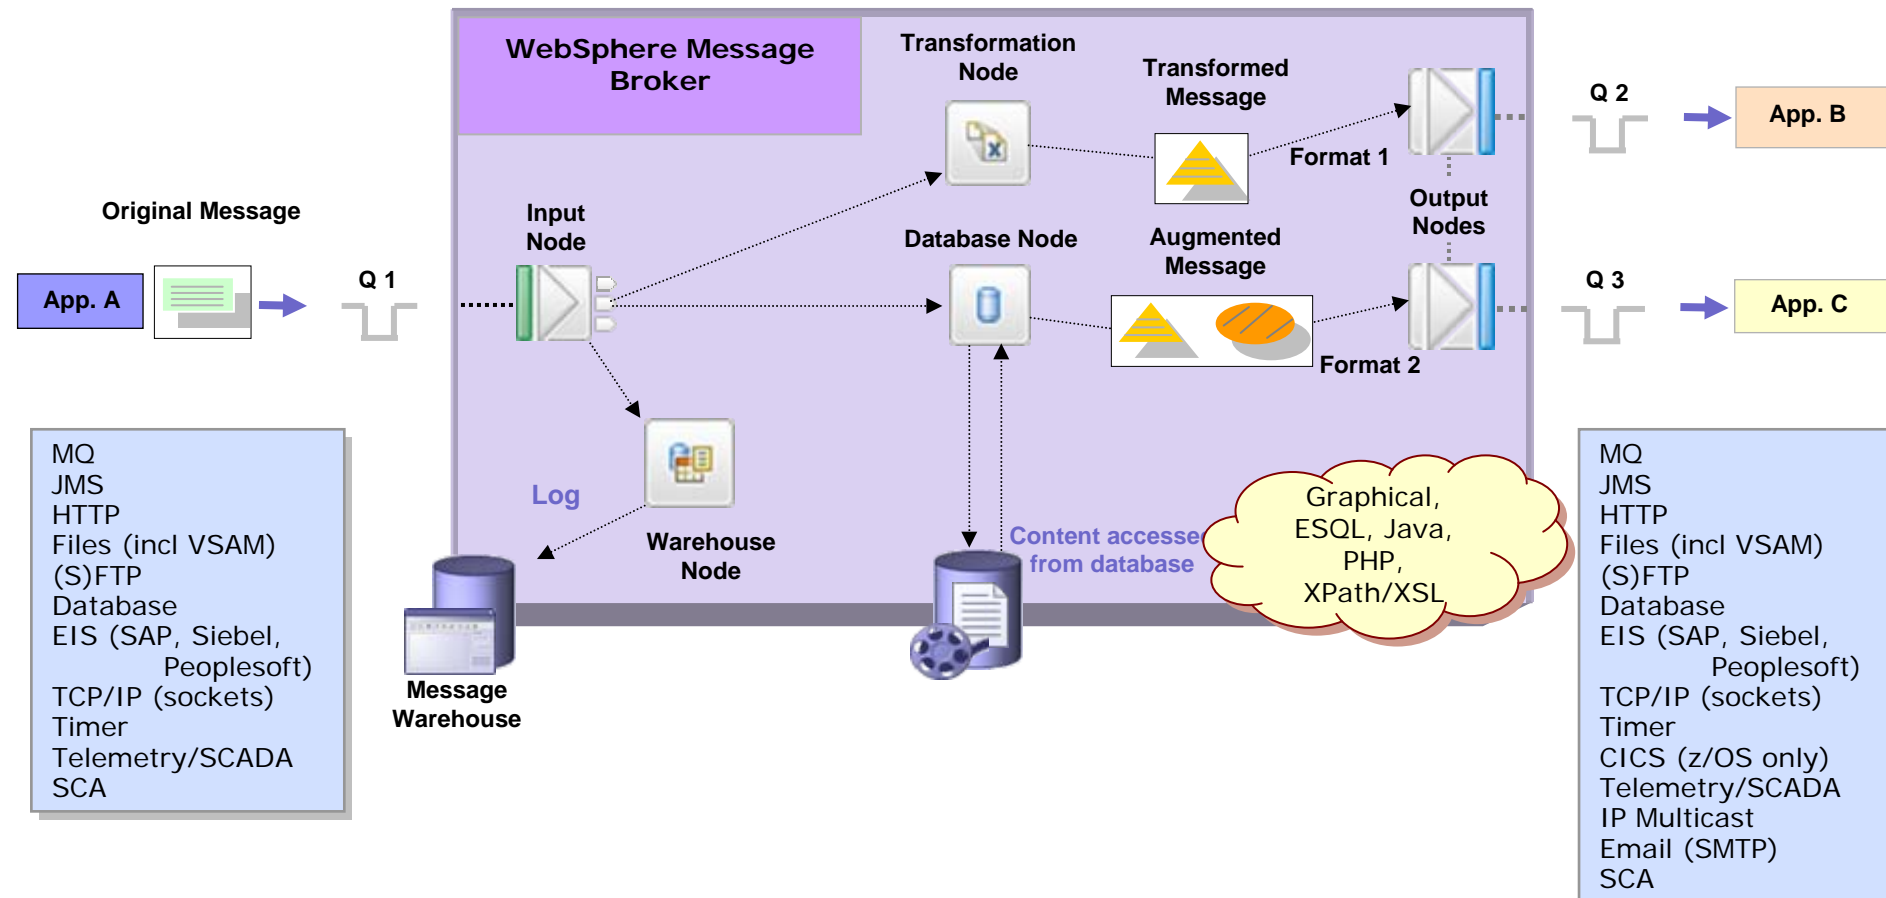 WebSphere Message
Broker
Transformation
Node
Transformed
Message
Format 1
Q 2
App. B
Original Message
App. A
Q 1
Input
Node
Database Node
Augmented
Message
Format 2
Output
Nodes
Q 3
App. C
Log
Warehouse
Node
Message
Warehouse
Content accesse
from database
Graphical,
ESQL, Java,
PHP,
XPath/XSL
MQ
JMS
HTTP
Files (incl VSAM)
(S)FTP
Database
EIS (SAP, Siebel,
Peoplesoft)
TCP/IP (sockets)
Timer
Telemetry/SCADA
SCA
MQ
JMS
HTTP
Files (incl VSAM)
(S)FTP
Database
EIS (SAP, Siebel,
Peoplesoft)
TCP/IP (sockets)
Timer
CICS (z/OS only)
Telemetry/SCADA
IP Multicast
Email (SMTP)
SCA